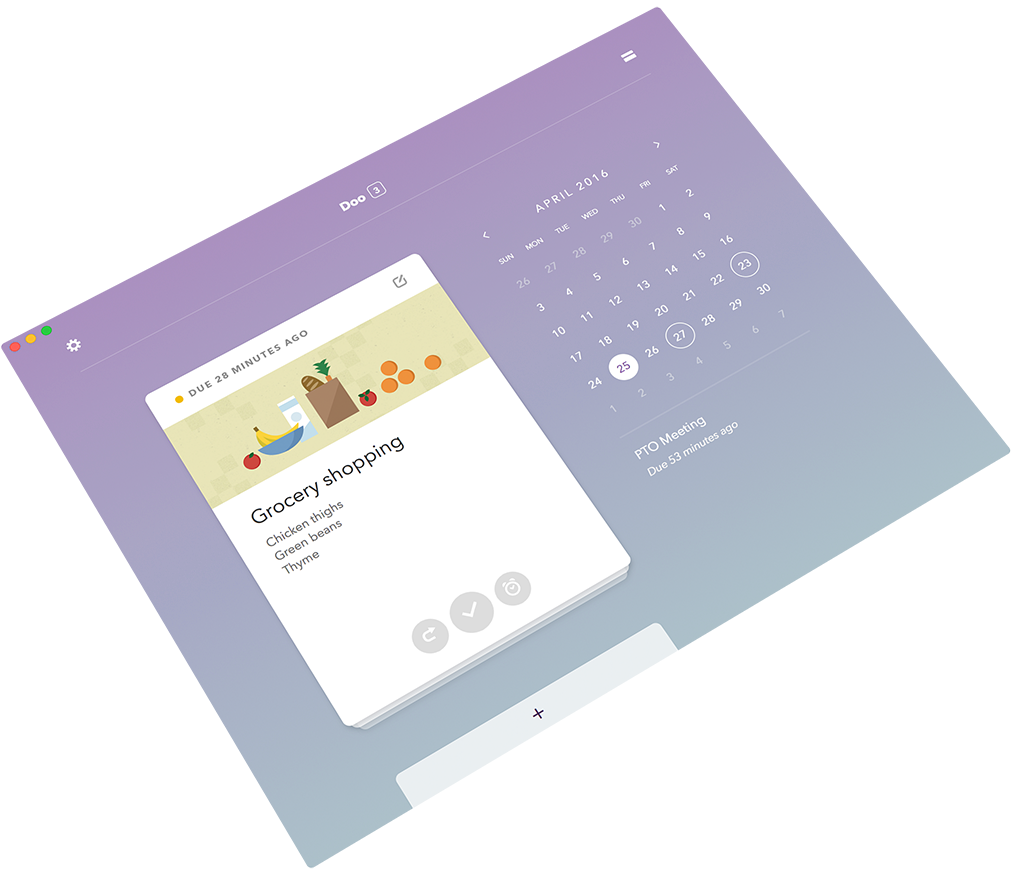 Doo 3
DUE 28 MINUTES AGO
Grocery shopping
Chicken thighs
Green beans
Thyme
APRIL 2016
SUN MON TUE WED THU FRI SAT
26 27 28 29 30 1 2
3 4 5 6 7 8 9
10 11 12 13 14 15 16
17 18 19 20 21 22 23
24 25 26 27 28 29 30
1 2 3 4 5 6 7
PTO Meeting
Due 53 minutes ago